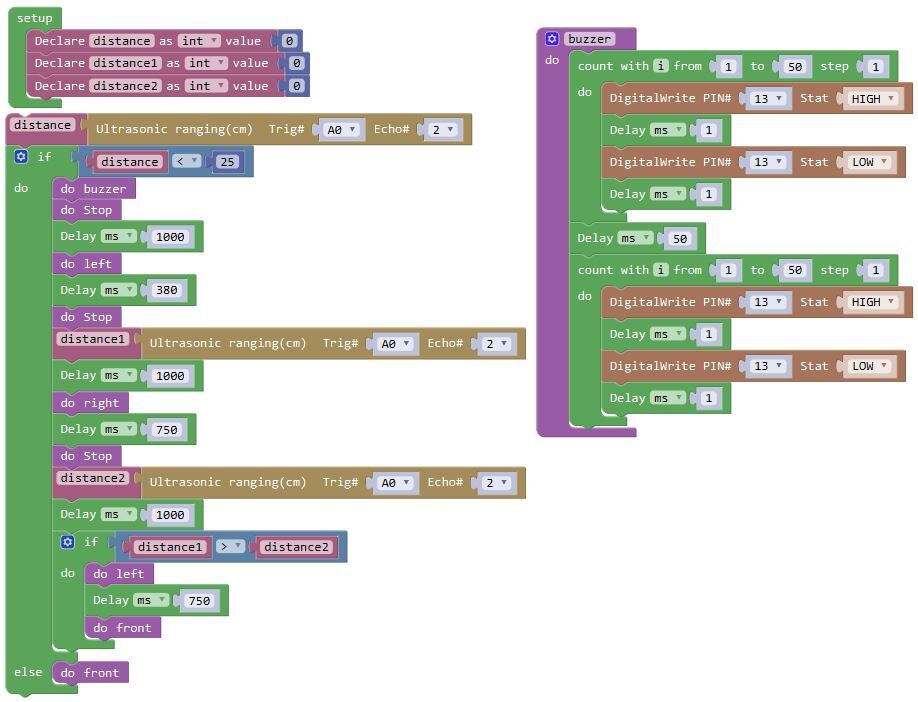 setup
Declare distance as int value 0
Declare distance1 as int value 0
Declare distance2 as int value 0
distance Ultrasonic ranging(cm) Trig# A0 Echo# 2
if distance < 25
do do buzzer
do Stop
Delay ms 1000
do left
Delay ms 380
do Stop
distance1 Ultrasonic ranging(cm) Trig# A0 Echo# 2
Delay ms 1000
do right
Delay ms 750
do Stop
distance2 Ultrasonic ranging(cm) Trig# A0 Echo# 2
Delay ms 1000
if distance1 > distance2
do do left
Delay ms 750
do front
else do front
buzzer
do count with i from 1 to 50 step 1
do DigitalWrite PIN# 13 Stat HIGH
Delay ms 1
DigitalWrite PIN# 13 Stat LOW
Delay ms 1
Delay ms 50
count with i from 1 to 50 step 1
do DigitalWrite PIN# 13 Stat HIGH
Delay ms 1
DigitalWrite PIN# 13 Stat LOW
Delay ms 1